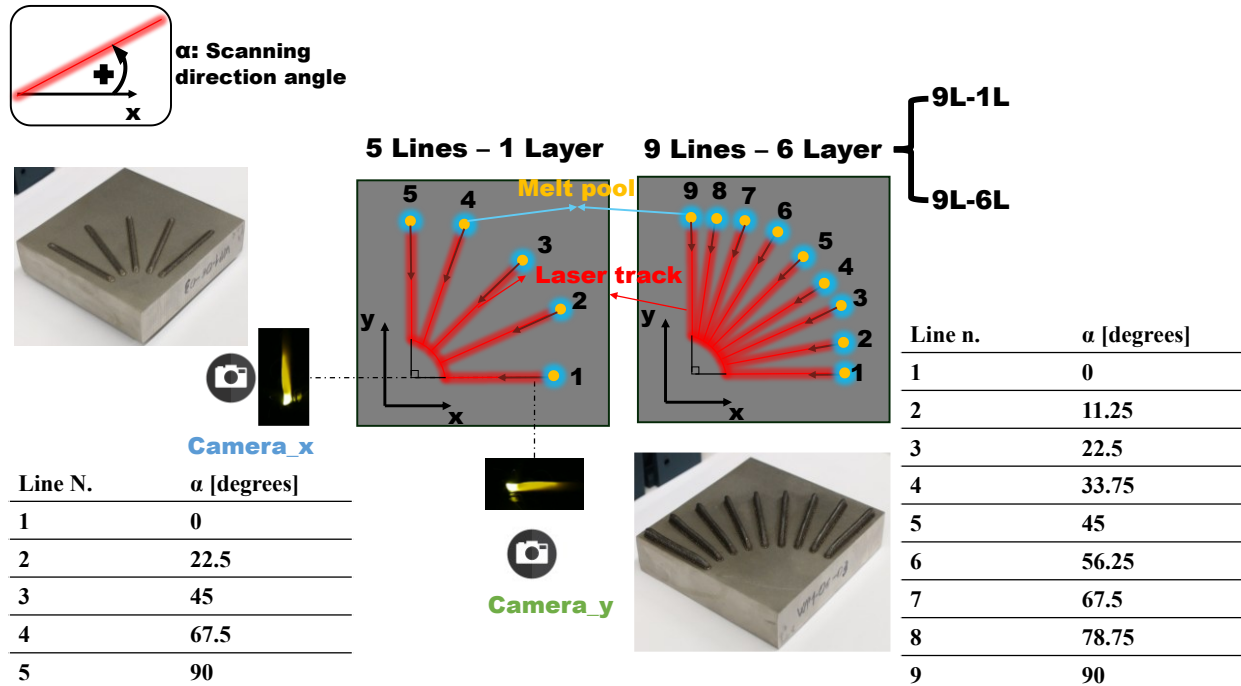 α: Scanning
direction angle
x
9L-1L
9L-6L
5 Lines – 1 Layer
9 Lines – 6 Layer
Melt pool
Laser track
5
4
3
2
1
y
x
9
8
7
6
5
4
3
2
1
y
x
Camera_x
Camera_y
Line N. α [degrees]
1 0
2 22.5
3 45
4 67.5
5 90
Line n. α [degrees]
1 0
2 11.25
3 22.5
4 33.75
5 45
6 56.25
7 67.5
8 78.75
9 90